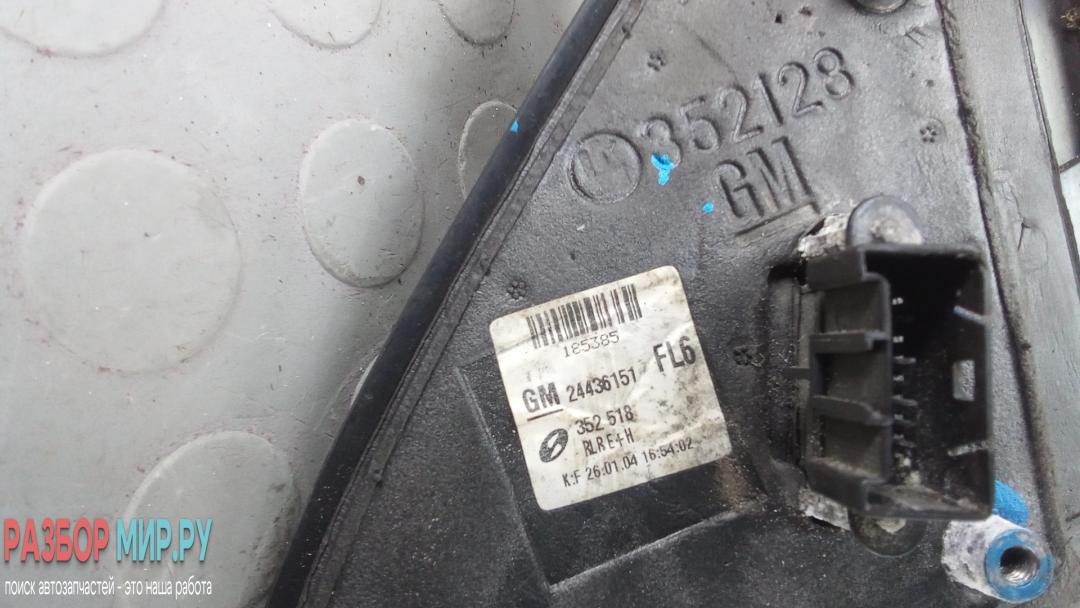 352128
GM
185385
GM 24436151 FL6
352 518
RLR E+H
K:F 26.01.04 16:54:02
РАЗБОР МИР.РУ
поиск автозапчастей - это наша работа